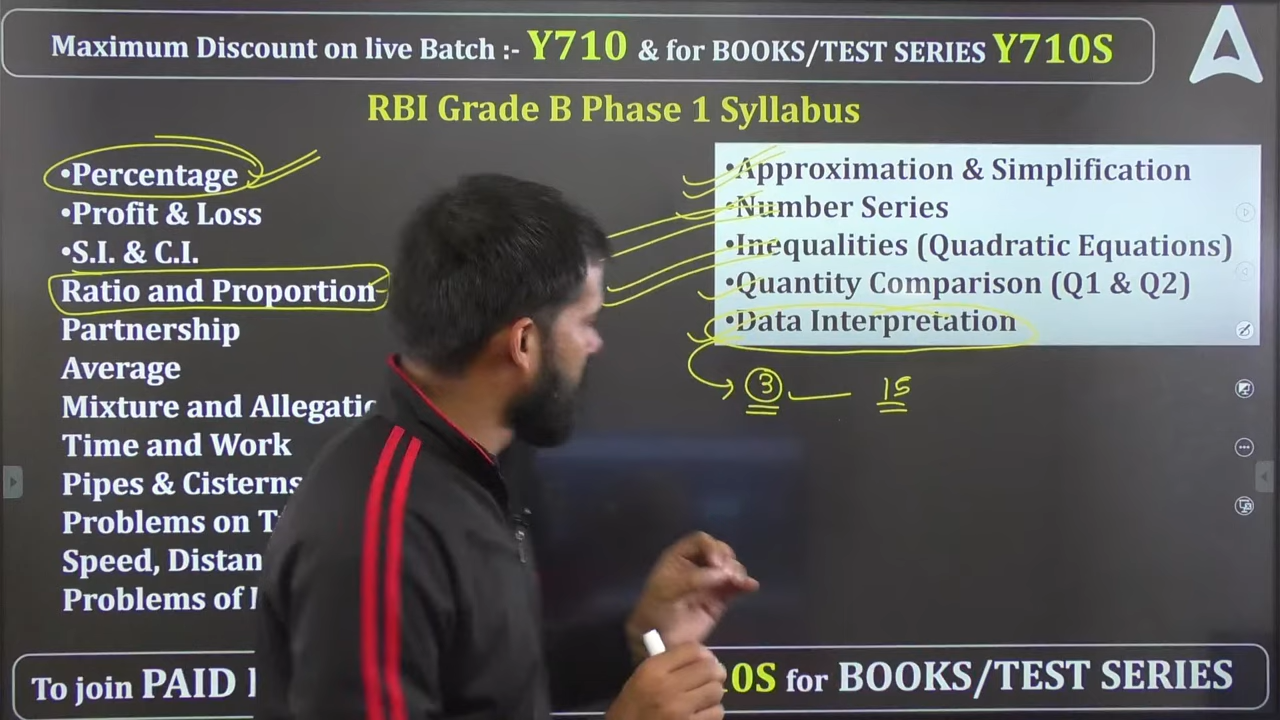 Maximum Discount on live Batch :- Y710 & for BOOKS/TEST SERIES Y710S
RBI Grade B Phase 1 Syllabus
•Percentage
•Profit & Loss
•S.I. & C.I.
Ratio and Proportion
Partnership
Average
Mixture and
Time and Work
Pipes & Cisterns
Problems on
Speed,
Problems of
•Approximation & Simplification
•Number Series
•Inequalities (Quadratic Equations)
•Quantity Comparison (Q1 & Q2)
•Data Interpretation
3 — 15
To join PAID
0S for BOOKS/TEST SERIES